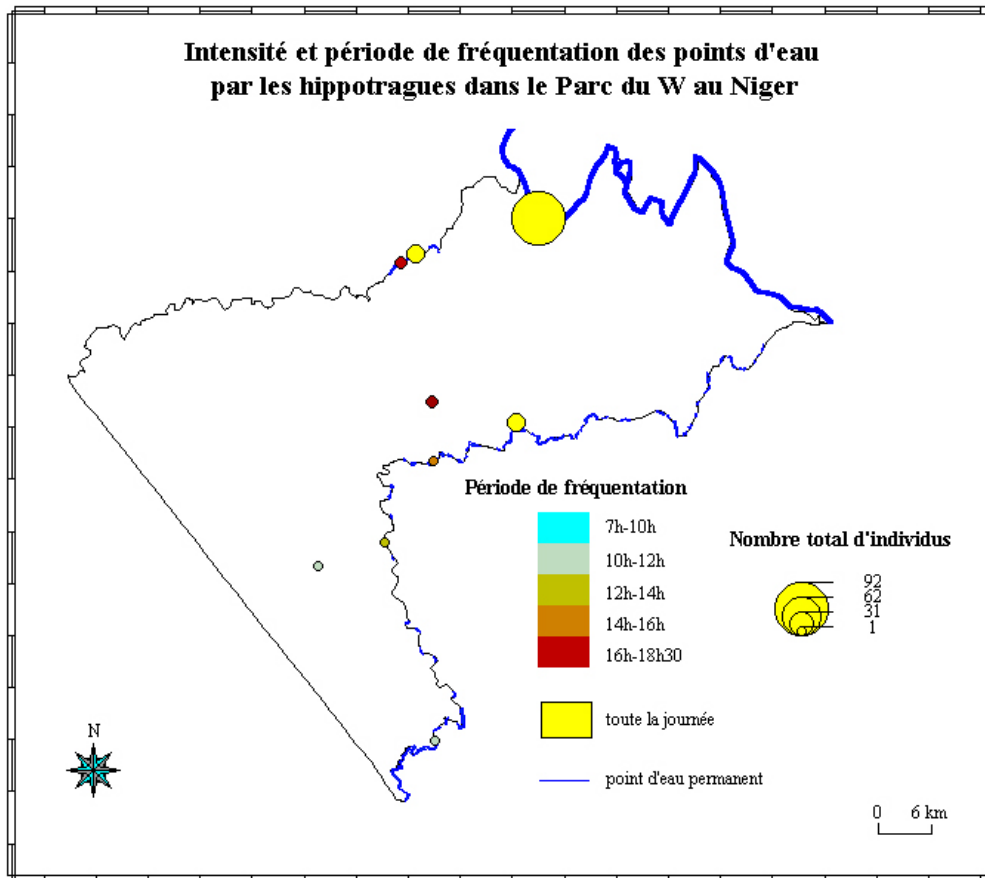 Intensité et période de fréquentation des points d'eau
par les hippotragues dans le Parc du W au Niger
Période de fréquentation
7h-10h
10h-12h
12h-14h
14h-16h
16h-18h30
toute la journée
point d'eau permanent
Nombre total d'individus
92
62
31
1
N
0 6 km